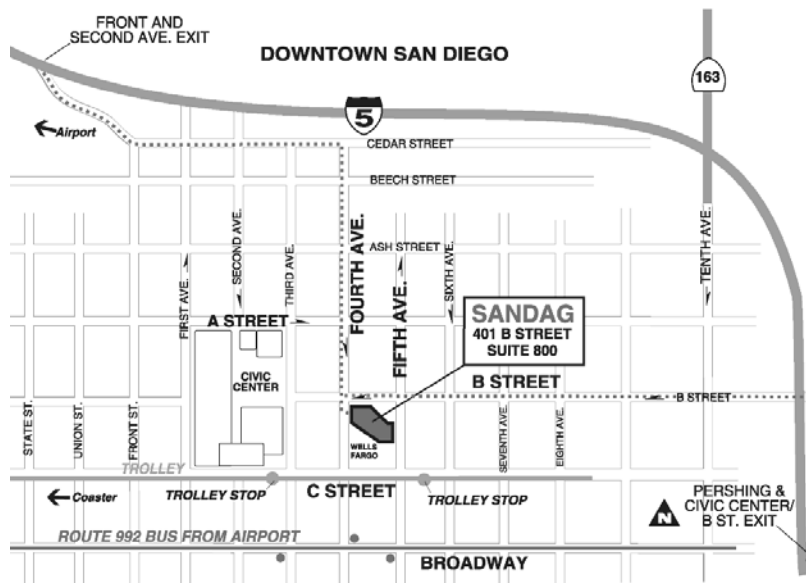 FRONT AND
SECOND AVE. EXIT
DOWNTOWN SAN DIEGO
163
5
Airport
CEDAR STREET
BEECH STREET
FIRST AVE.
SECOND AVE.
THIRD AVE.
FOURTH AVE.
ASH STREET
FIFTH AVE.
SIXTH AVE.
TENTH AVE.
A STREET
SANDAG
401 B STREET
SUITE 800
CIVIC
CENTER
B STREET
B STREET
STATE ST.
UNION ST.
FRONT ST.
WELLS
FARGO
SEVENTH AVE.
EIGHTH AVE.
TROLLEY
TROLLEY STOP
C STREET
TROLLEY STOP
Coaster
N
PERSHING &
CIVIC CENTER/
B ST. EXIT
ROUTE 992 BUS FROM AIRPORT
BROADWAY